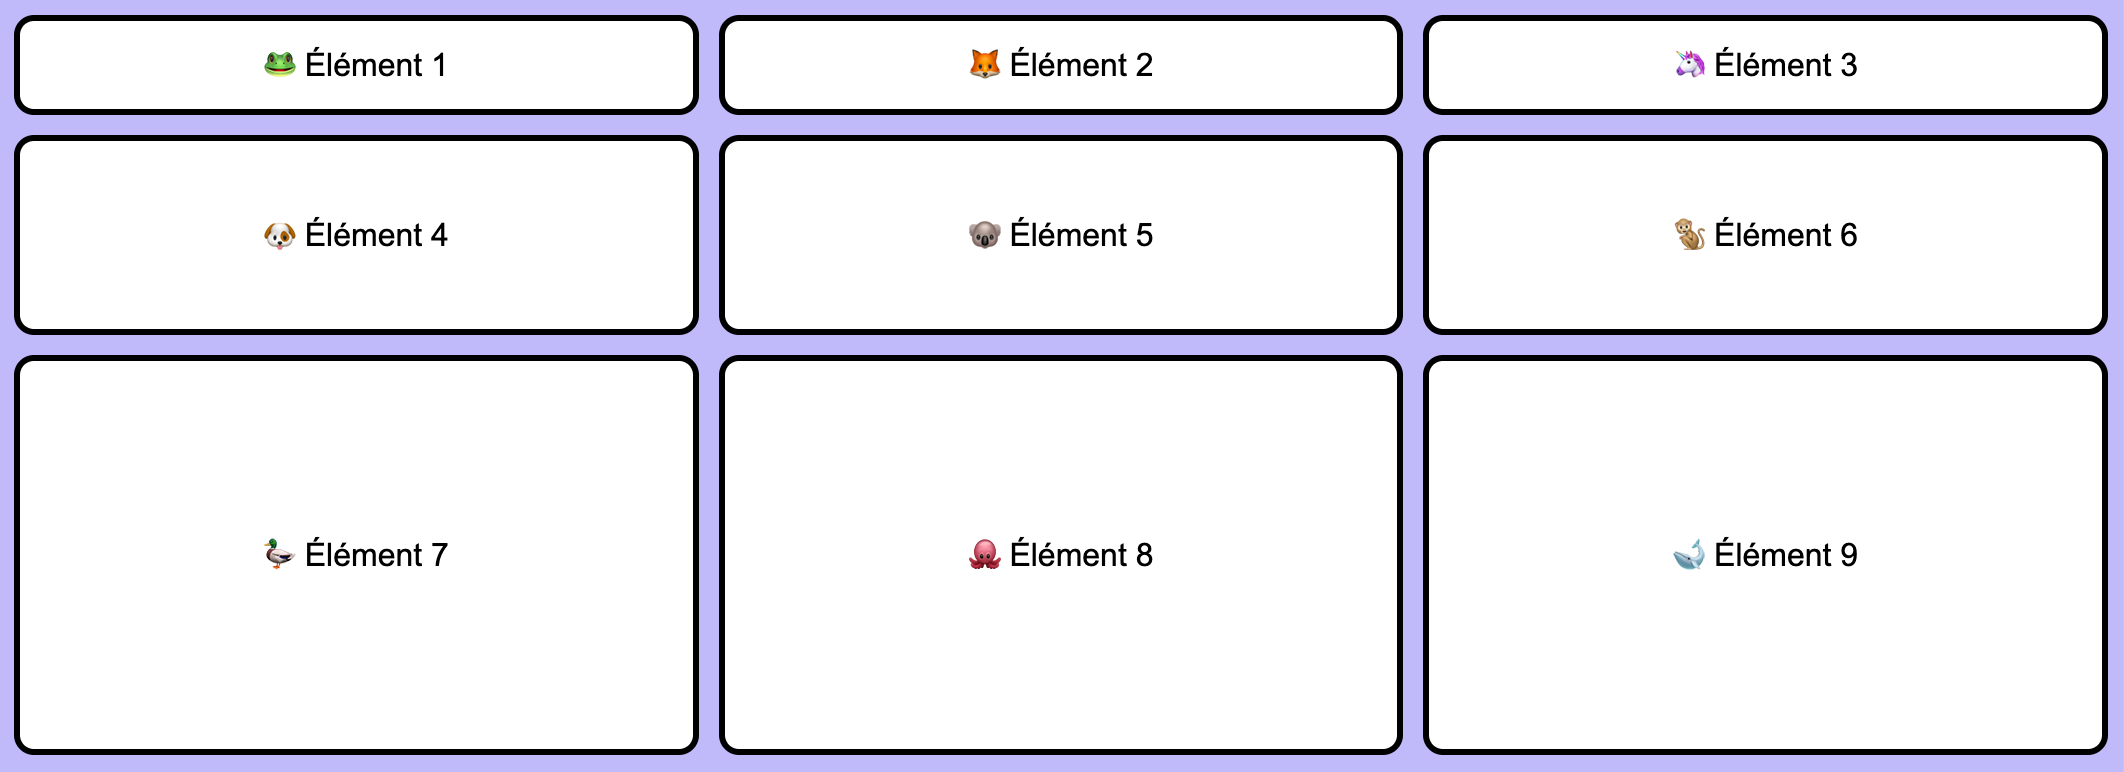 🐸 Élément 1
🦊 Élément 2
🦄 Élément 3
🐶 Élément 4
🐨 Élément 5
🐒 Élément 6
🦆 Élément 7
🐙 Élément 8
🐋 Élément 9